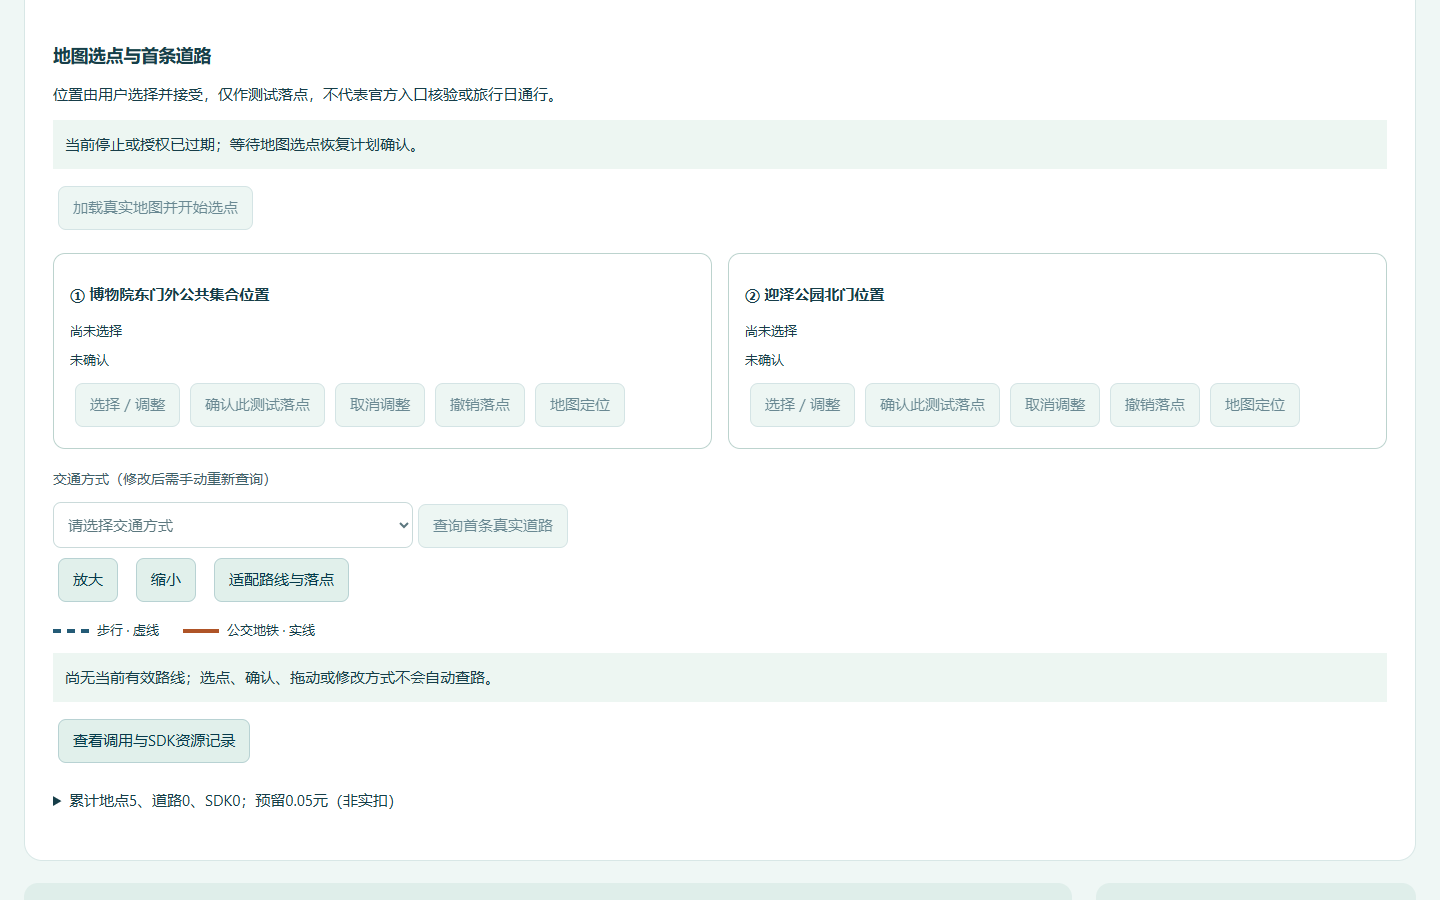 地图选点与首条道路
位置由用户选择并接受，仅作测试落点，不代表官方入口核验或旅行日通行。
当前停止或授权已过期；等待地图选点恢复计划确认。
加载真实地图并开始选点
① 博物院东门外公共集合位置
尚未选择
未确认
选择 / 调整 确认此测试落点 取消调整 撤销落点 地图定位
② 迎泽公园北门位置
尚未选择
未确认
选择 / 调整 确认此测试落点 取消调整 撤销落点 地图定位
交通方式（修改后需手动重新查询）
请选择交通方式 查询首条真实道路
放大 缩小 适配路线与落点
步行 · 虚线 公交地铁 · 实线
尚无当前有效路线；选点、确认、拖动或修改方式不会自动查路。
查看调用与SDK资源记录
累计地点5、道路0、SDK0；预留0.05元（非实扣）